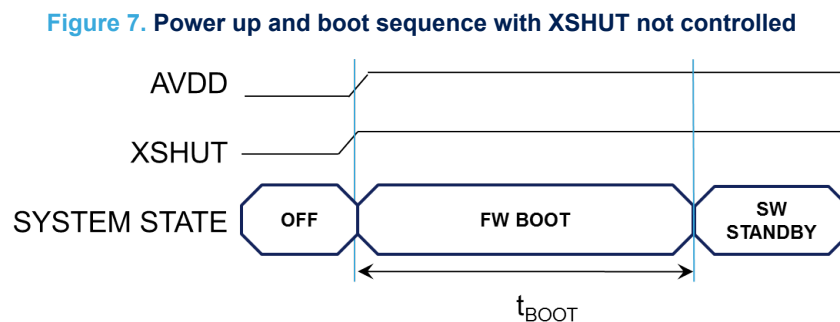 Figure 7. Power up and boot sequence with XSHUT not controlled
AVDD
XSHUT
SYSTEM STATE
OFF
FW BOOT
SW
STANDBY
tBOOT